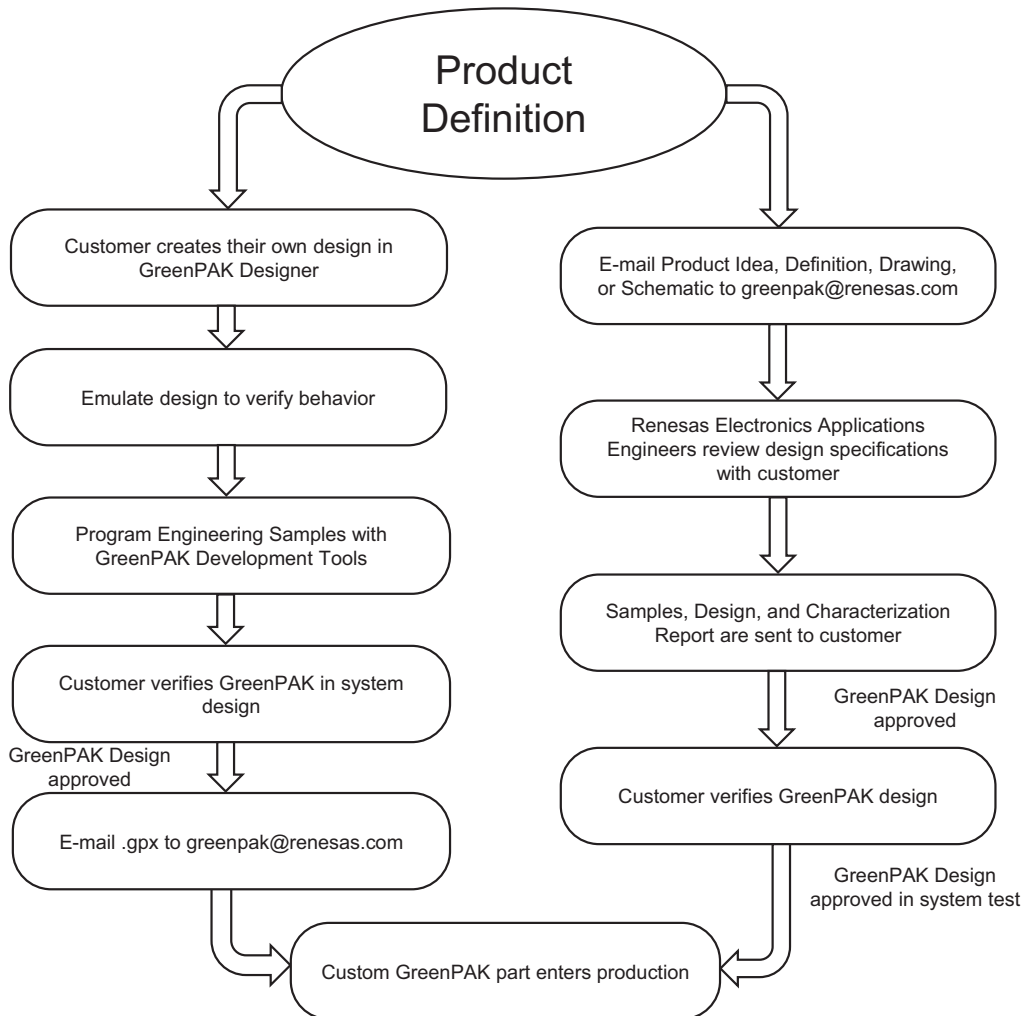 Product
Definition
Customer creates their own design in
GreenPAK Designer
Emulate design to verify behavior
Program Engineering Samples with
GreenPAK Development Tools
Customer verifies GreenPAK in system
design
GreenPAK Design
approved
E-mail .gpx to greenpak@renesas.com
E-mail Product Idea, Definition, Drawing,
or Schematic to greenpak@renesas.com
Renesas Electronics Applications
Engineers review design specifications
with customer
Samples, Design, and Characterization
Report are sent to customer
GreenPAK Design
approved
Customer verifies GreenPAK design
GreenPAK Design
approved in system test
Custom GreenPAK part enters production